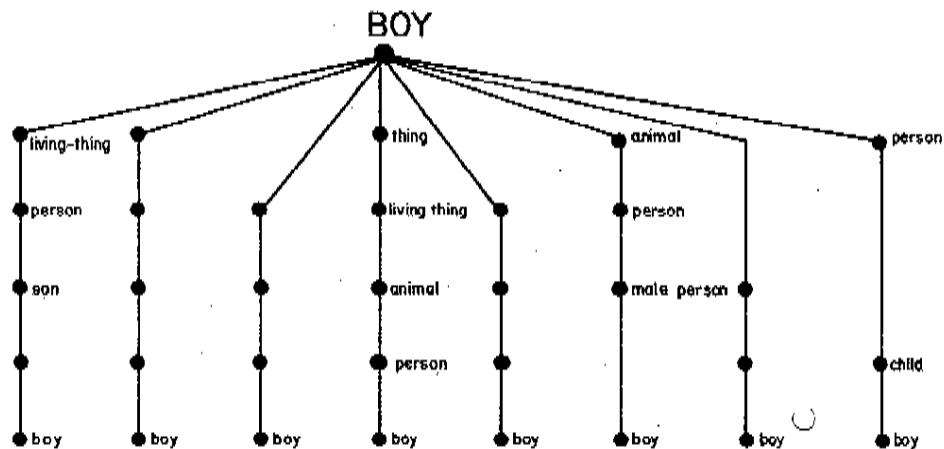 BOY
living-thing
thing
animal
person
person
living thing
person
son
animal
male person
person
child
boy
boy
boy
boy
boy
boy
boy
boy